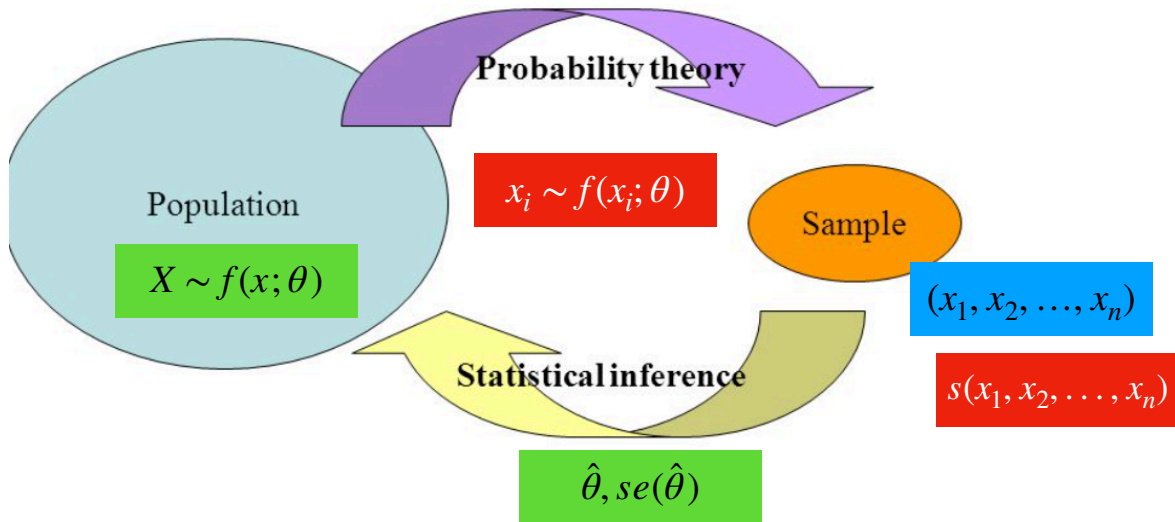 Probability theory
x_i ∼ f(x_i; θ)
Population
Sample
X ∼ f(x; θ)
(x_1, x_2, …, x_n)
Statistical inference
s(x_1, x_2, …, x_n)
θ̂, se(θ̂)